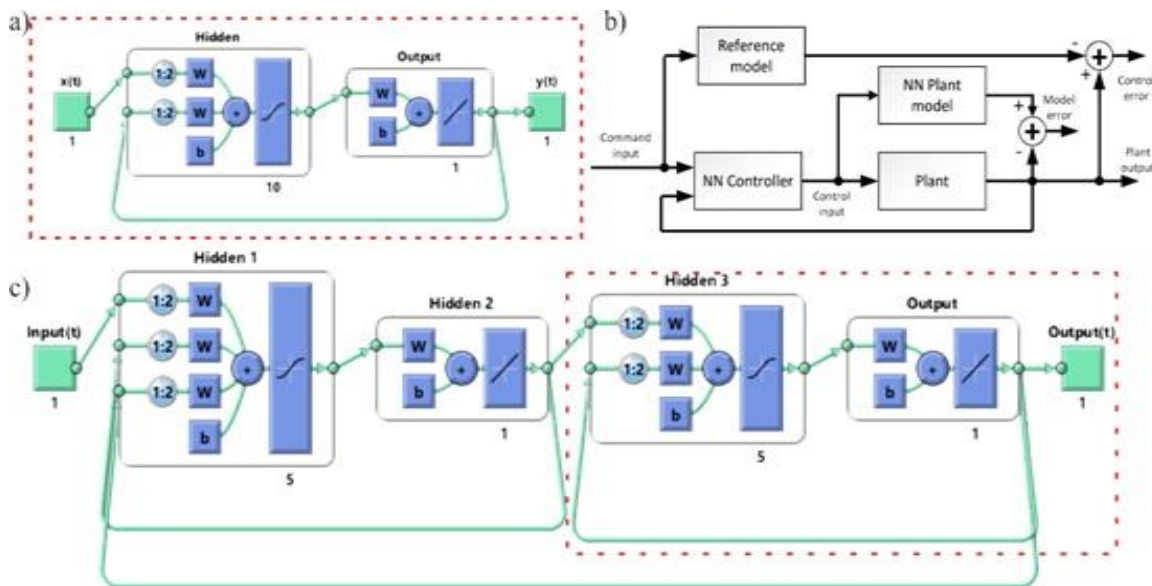 a)
Hidden
Output
x(t)
1:2
W
W
y(t)
1:2
W
+
+
b
b
1
1
1
10
b)
Reference
model
-
+
+
Control
error
NN Plant
model
Model
error
+
+
-
Command
input
NN Controller
Control
input
Plant
Plant
output
c)
Hidden 1
Hidden 2
Hidden 3
Output
Input(t)
1:2
W
1:2
W
1:2
W
+
b
1
5
W
+
b
1
1:2
W
1:2
W
+
b
5
W
+
b
1
Output(t)
1